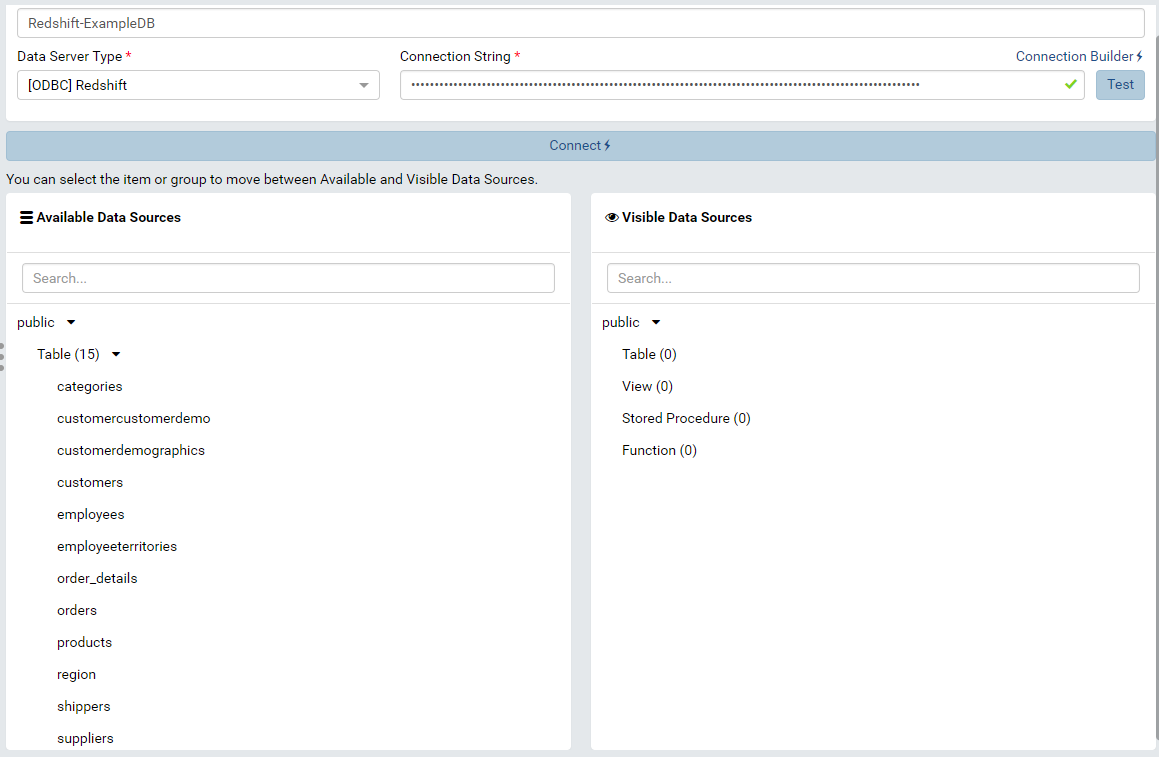 Redshift-ExampleDB
Data Server Type *
Connection String *
Connection Builder
[ODBC] Redshift
Test
Connect
You can select the item or group to move between Available and Visible Data Sources.
Available Data Sources
Search...
public
Table (15)
categories
customercustomerdemo
customerdemographics
customers
employees
employeeterritories
order_details
orders
products
region
shippers
suppliers
Visible Data Sources
Search...
public
Table (0)
View (0)
Stored Procedure (0)
Function (0)